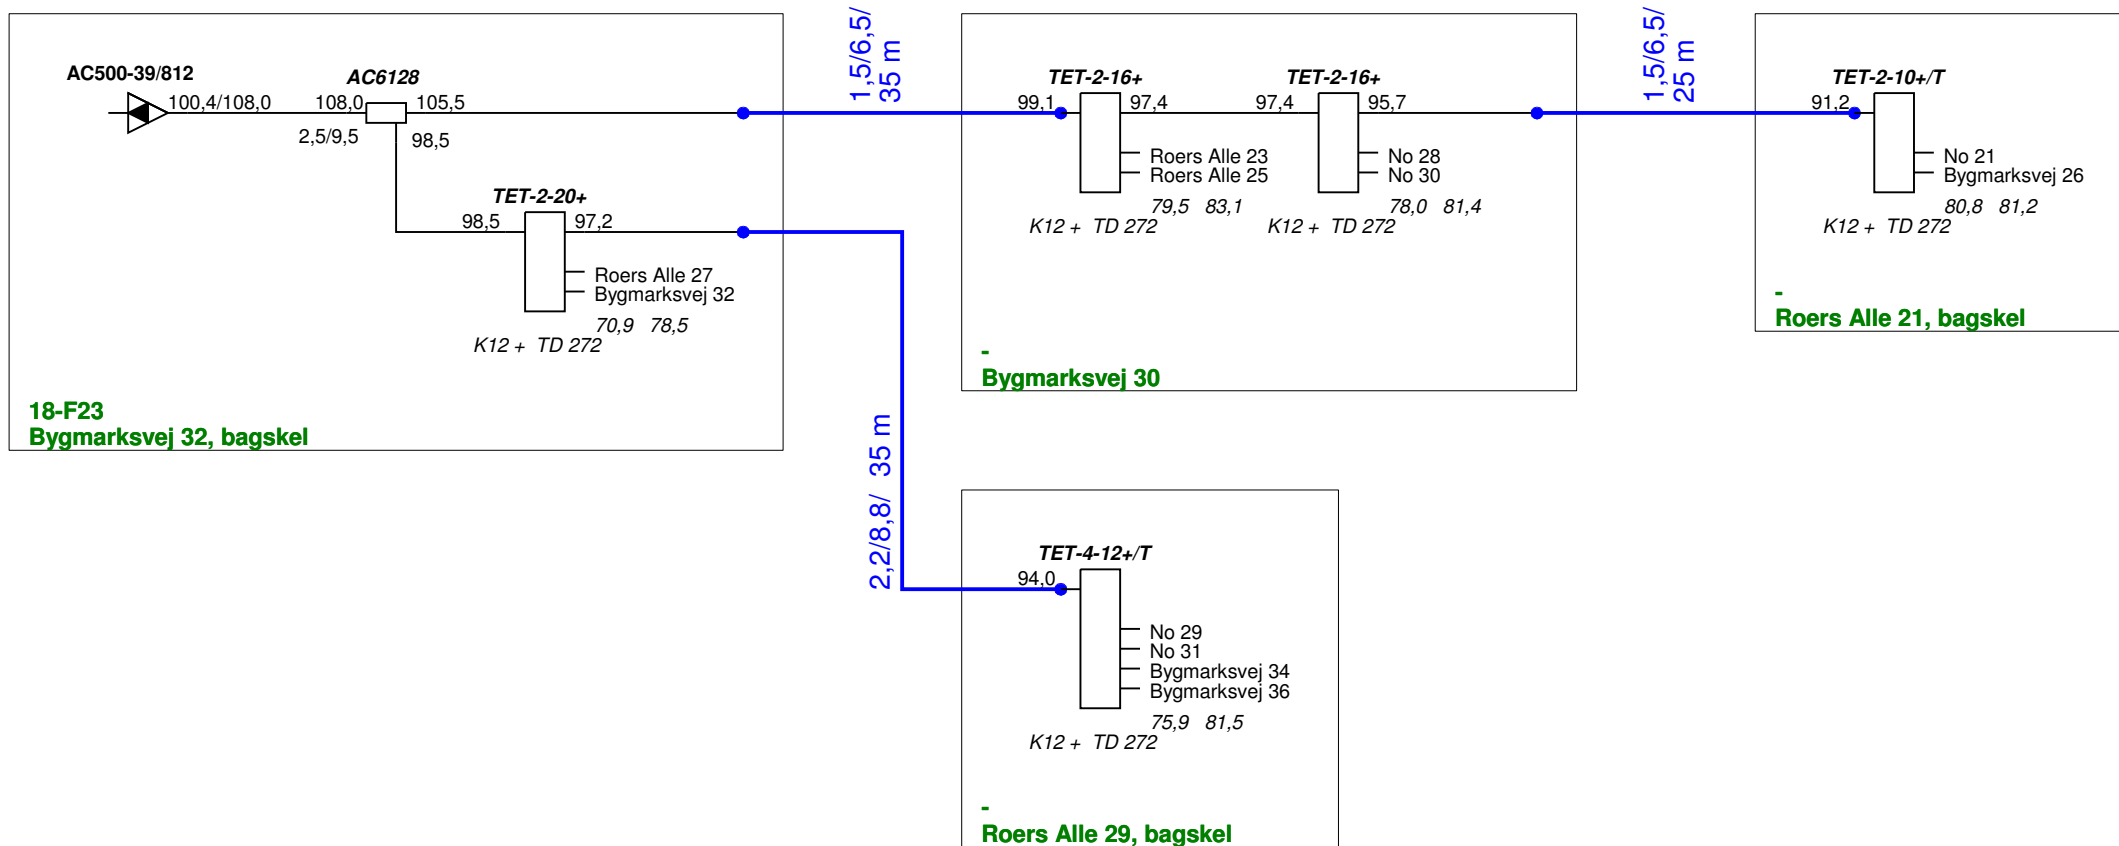 AC500-39/812
100,4/108,0
AC6128
108,0
105,5
2,5/9,5
98,5
TET-2-20+
98,5
97,2
Roers Alle 27
Bygmarksvej 32
70,9 78,5
K12 + TD 272
18-F23
Bygmarksvej 32, bagskel
1,5/6,5/
35 m
TET-2-16+
99,1
97,4
Roers Alle 23
Roers Alle 25
79,5 83,1
K12 + TD 272
TET-2-16+
97,4
95,7
No 28
No 30
78,0 81,4
K12 + TD 272
-
Bygmarksvej 30
1,5/6,5/
25 m
TET-2-10+/T
91,2
No 21
Bygmarksvej 26
80,8 81,2
K12 + TD 272
-
Roers Alle 21, bagskel
2,2/8,8/ 35 m
TET-4-12+/T
94,0
No 29
No 31
Bygmarksvej 34
Bygmarksvej 36
75,9 81,5
K12 + TD 272
-
Roers Alle 29, bagskel